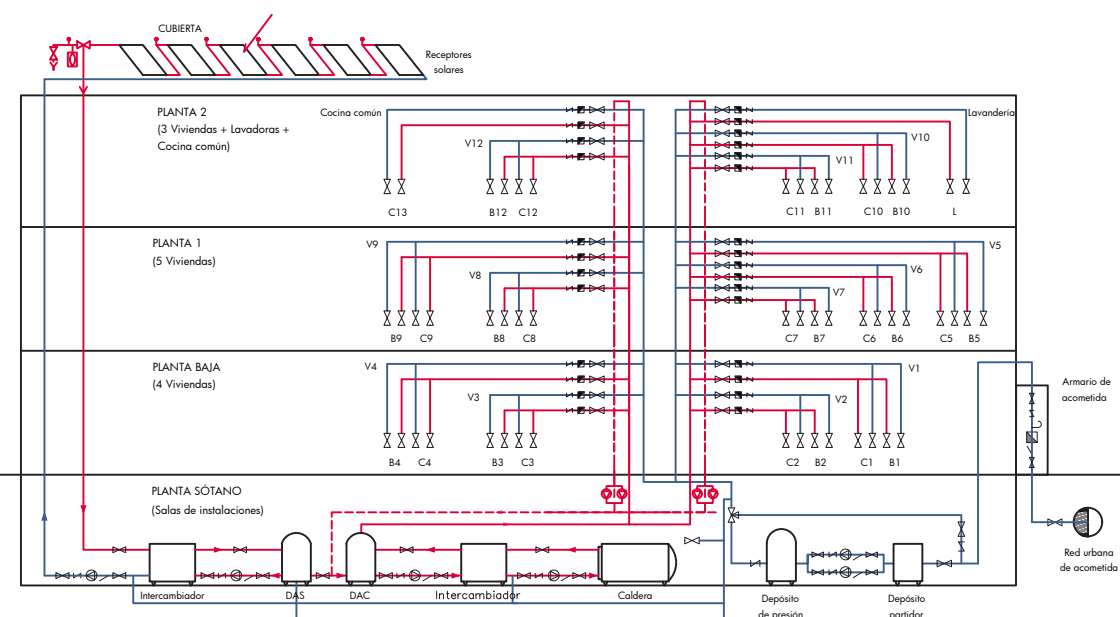 CUBIERTA
Receptores
solares
PLANTA 2
(3 Viviendas + Lavadoras +
Cocina común)
Cocina común
Lavandería
V12
V10
V11
C13
B12
C12
C11
B11
C10
B10
L
PLANTA 1
(5 Viviendas)
V9
V8
V5
V6
V7
B9
C9
B8
C8
C7
B7
C6
B6
C5
B5
PLANTA BAJA
(4 Viviendas)
V4
V3
V1
V2
B4
C4
B3
C3
C2
B2
C1
B1
Armario de
acometida
PLANTA SÓTANO
(Salas de instalaciones)
Red urbana
de acometida
Intercambiador
DAS
DAC
Intercambiador
Caldera
Depósito
de presión
Depósito
partidor